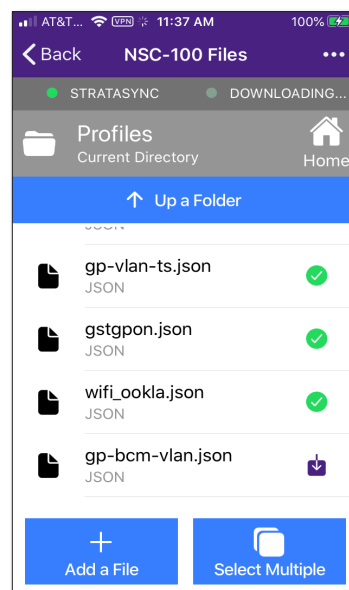 AT&T... VPN 11:37 AM 100%
Back NSC-100 Files ...
STRATASYNC DOWNLOADING...
Profiles
Current Directory
Home
Up a Folder
JSON
gp-vlan-ts.json
JSON
gstgpon.json
JSON
wifi_ookla.json
JSON
gp-bcm-vlan.json
JSON
Add a File Select Multiple